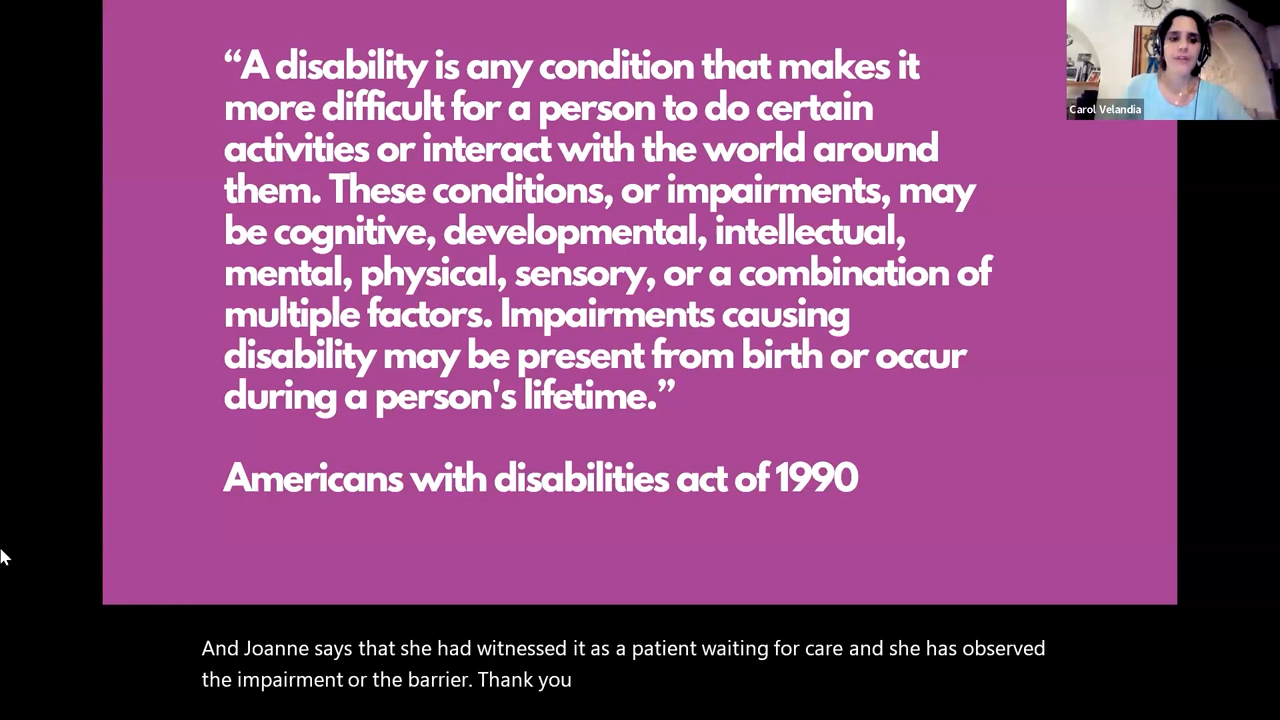 “A disability is any condition that makes it
more difficult for a person to do certain
activities or interact with the world around
them. These conditions, or impairments, may
be cognitive, developmental, intellectual,
mental, physical, sensory, or a combination of
multiple factors. Impairments causing
disability may be present from birth or occur
during a person's lifetime.”
Americans with disabilities act of 1990
Carol Velandia
And Joanne says that she had witnessed it as a patient waiting for care and she has observed
the impairment or the barrier. Thank you